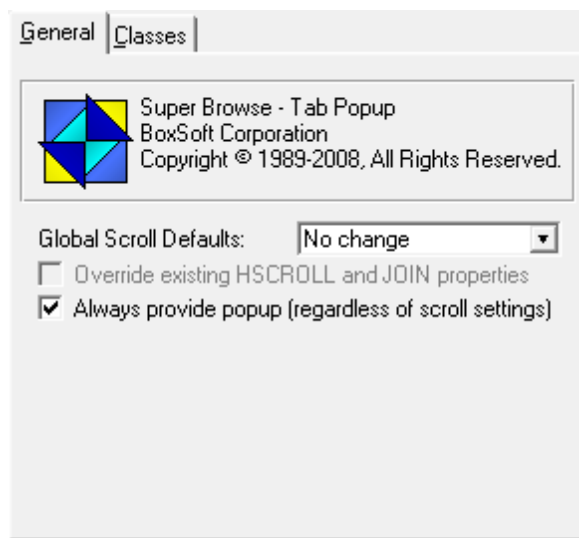 General
Classes
Super Browse - Tab Popup
BoxSoft Corporation
Copyright © 1989-2008, All Rights Reserved.
Global Scroll Defaults: No change
Override existing HSCROLL and JOIN properties
Always provide popup (regardless of scroll settings)